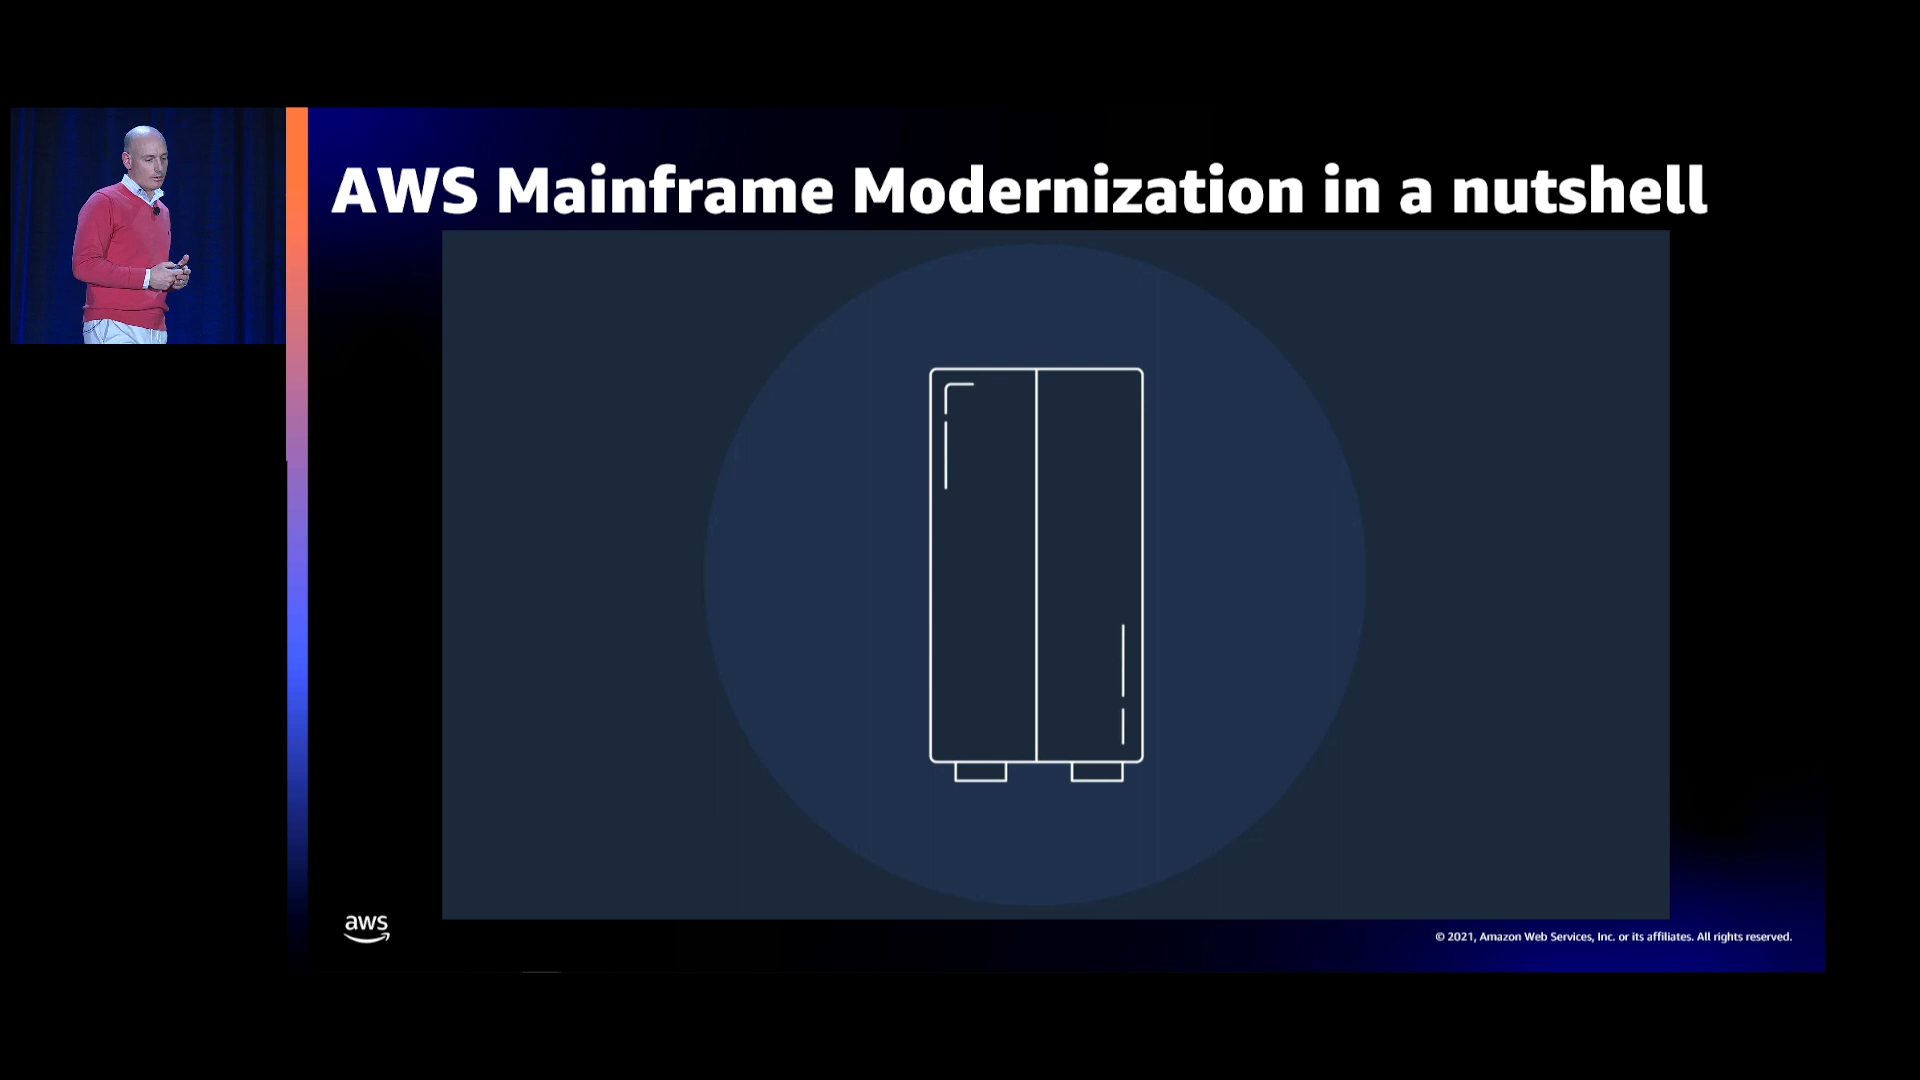 AWS Mainframe Modernization in a nutshell
aws
© 2021, Amazon Web Services, Inc. or its affiliates. All rights reserved.